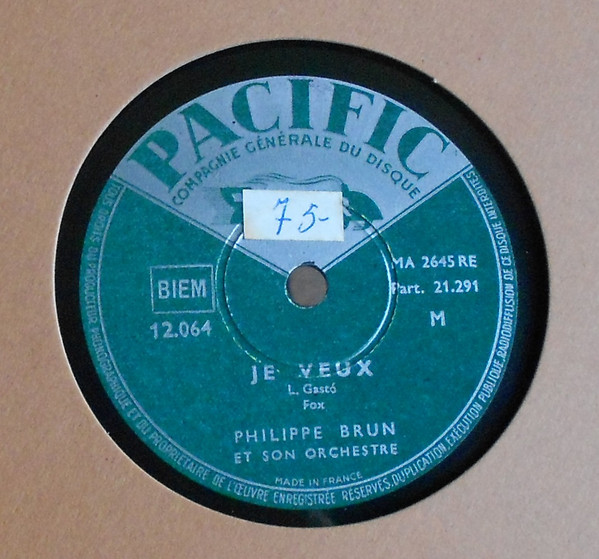 PACIFIC
COMPAGNIE GÉNÉRALE DU DISQUE
75-
BIEM
12.064
MA 2645 RE
Part. 21.291
M
JE VEUX
L. Gastó
Fox
PHILIPPE BRUN
ET SON ORCHESTRE
MADE IN FRANCE
TOUS DROITS DU PRODUCTEUR PHONOGRAPHIQUE ET DU PROPRIETAIRE DE L'ŒUVRE ENREGISTRÉE RESERVES. DUPLICATION, EXÉCUTION PUBLIQUE, RADIODIFFUSION DE CE DISQUE INTERDITES